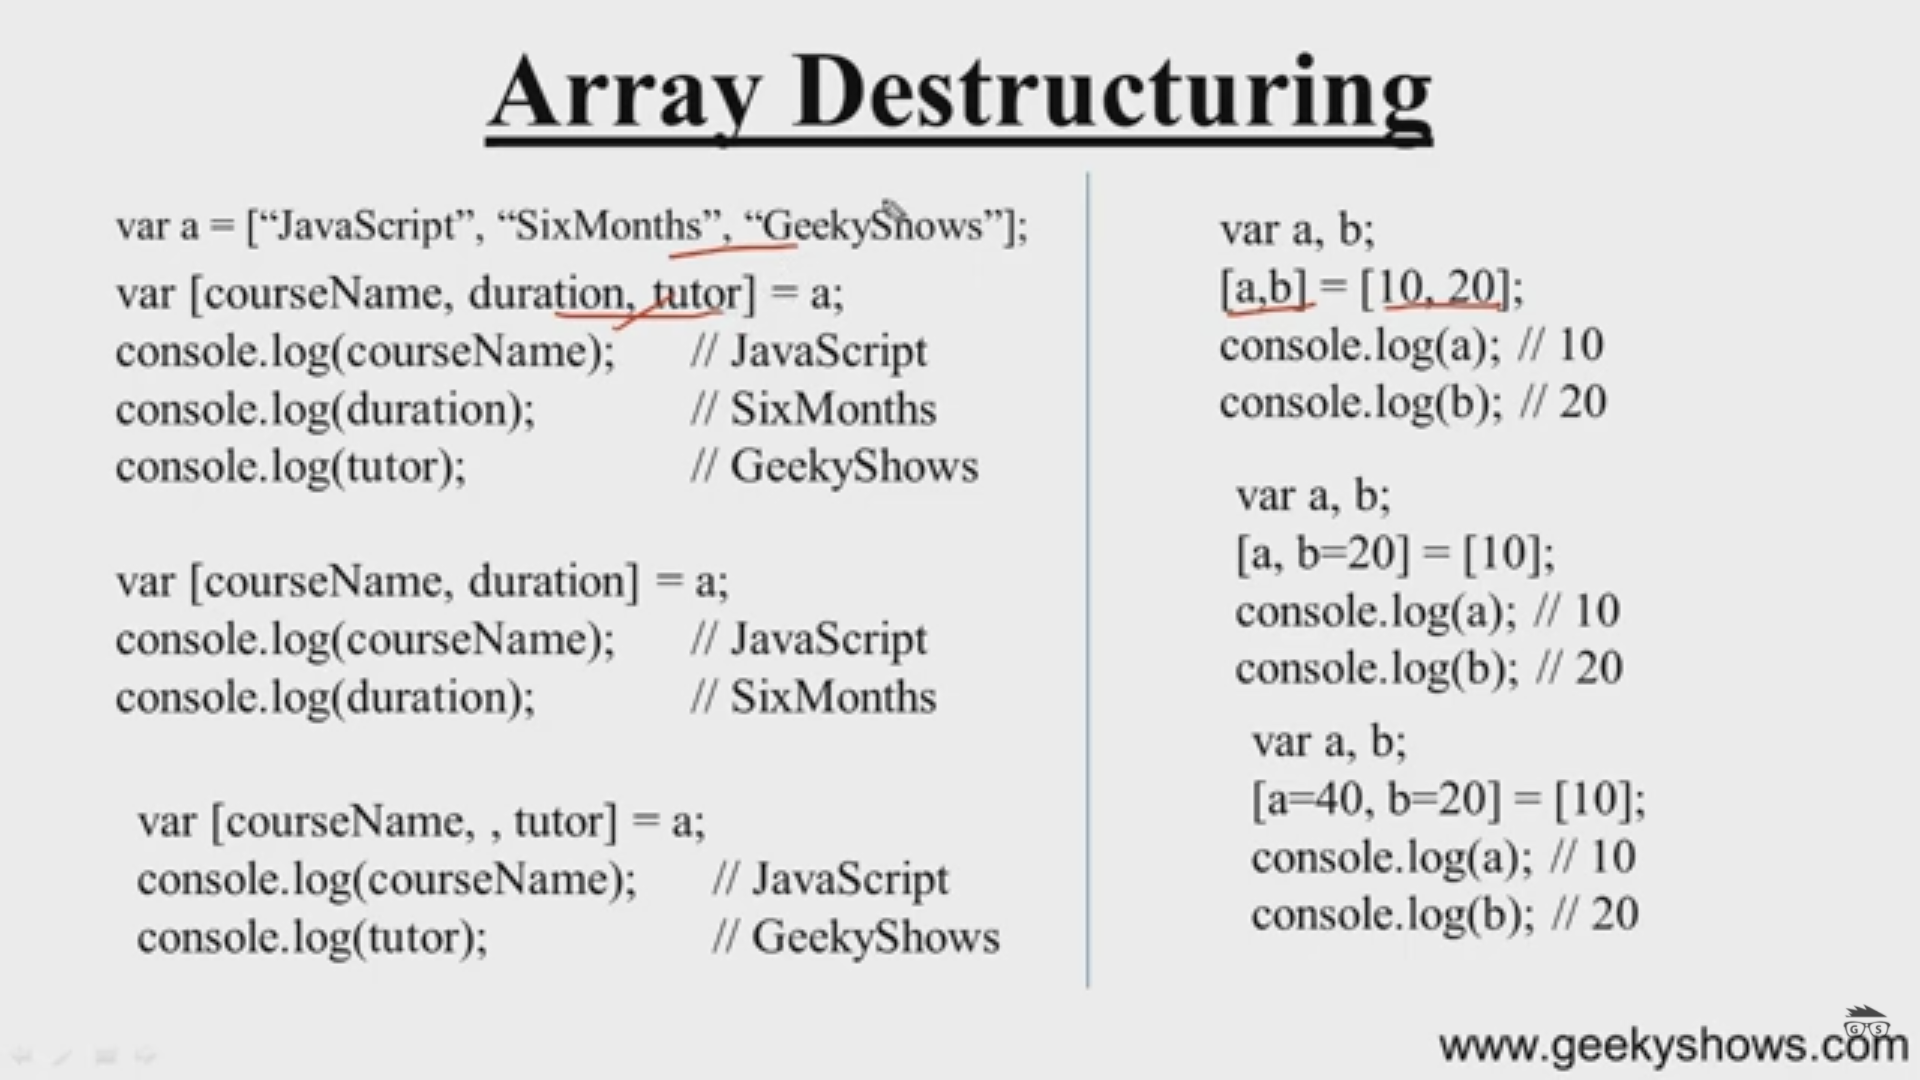 Array Destructuring
var a = [“JavaScript”, “SixMonths”, “GeekyShows”];
var [courseName, duration, tutor] = a;
console.log(courseName); // JavaScript
console.log(duration); // SixMonths
console.log(tutor); // GeekyShows
var [courseName, duration] = a;
console.log(courseName); // JavaScript
console.log(duration); // SixMonths
var [courseName, , tutor] = a;
console.log(courseName); // JavaScript
console.log(tutor); // GeekyShows
var a, b;
[a,b] = [10, 20];
console.log(a); // 10
console.log(b); // 20
var a, b;
[a, b=20] = [10];
console.log(a); // 10
console.log(b); // 20
var a, b;
[a=40, b=20] = [10];
console.log(a); // 10
console.log(b); // 20
G S
www.geekyshows.com